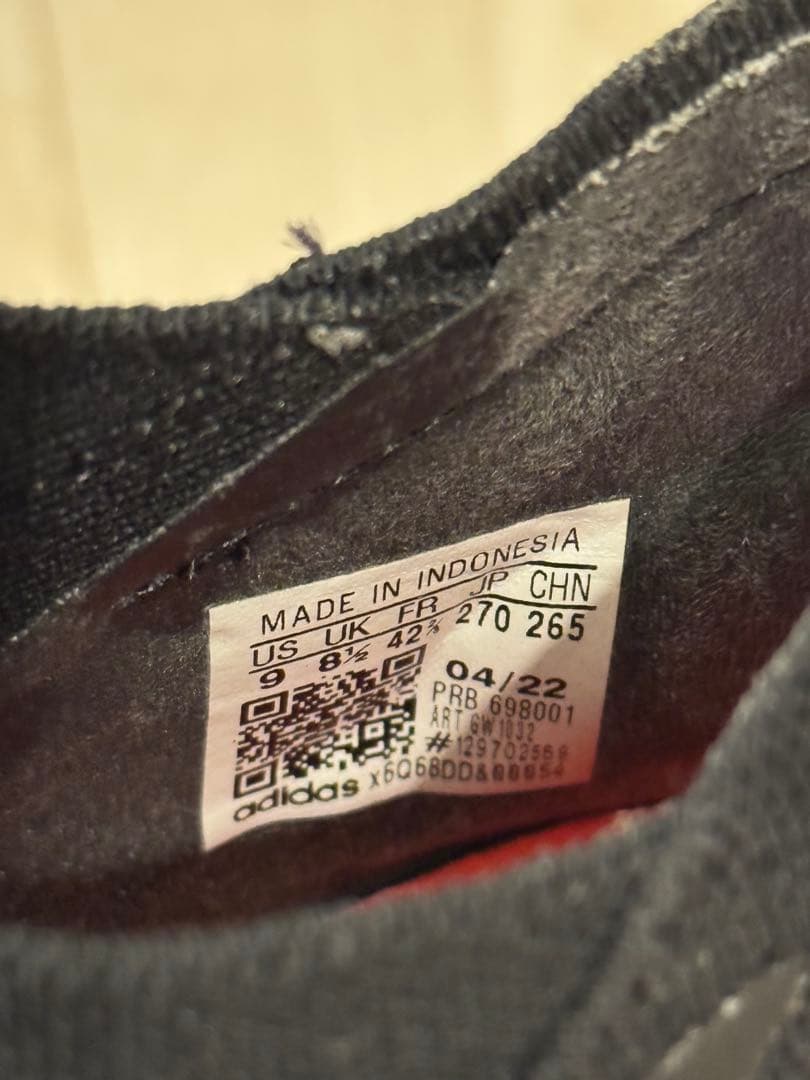 MADE IN INDONESIA
US UK FR JP CHN
9 8½ 42⅔ 270 265
04/22
PRB 698001
ART GW1032
#129702569
adidas x6Q68DD&